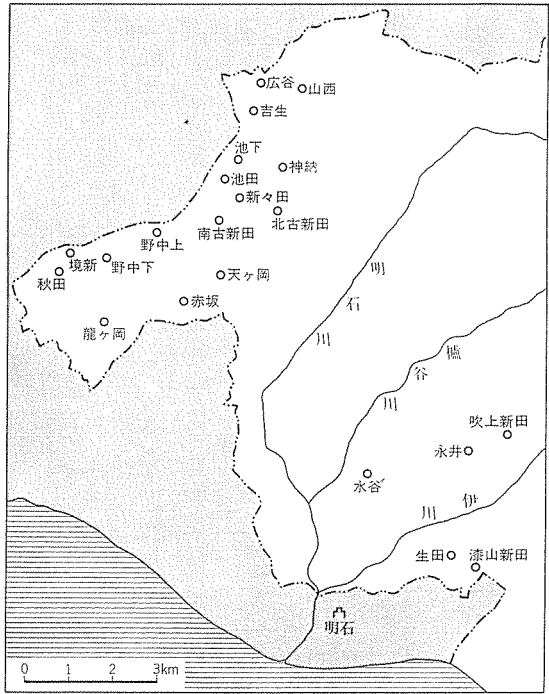 広谷
山西
吉生
池下
神納
池田
新々田
北古新田
南古新田
野中上
境新
野中下
秋田
天ヶ岡
赤坂
龍ヶ岡
明石川
櫨谷川
吹上新田
永井
水谷
伊川
生田
漆山新田
明石
0 1 2 3km